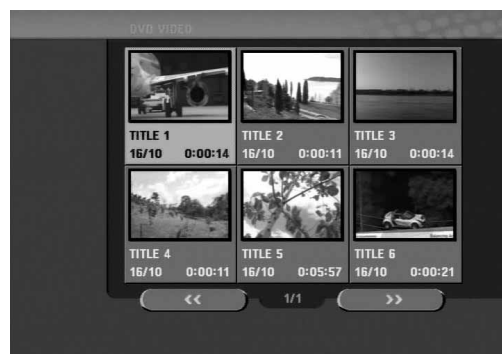 DVD VIDEO
TITLE 1
16/10 0:00:14
TITLE 2
16/10 0:00:11
TITLE 3
16/10 0:00:14
TITLE 4
16/10 0:00:11
TITLE 5
16/10 0:05:57
TITLE 6
16/10 0:00:21
<< 1/1 >>